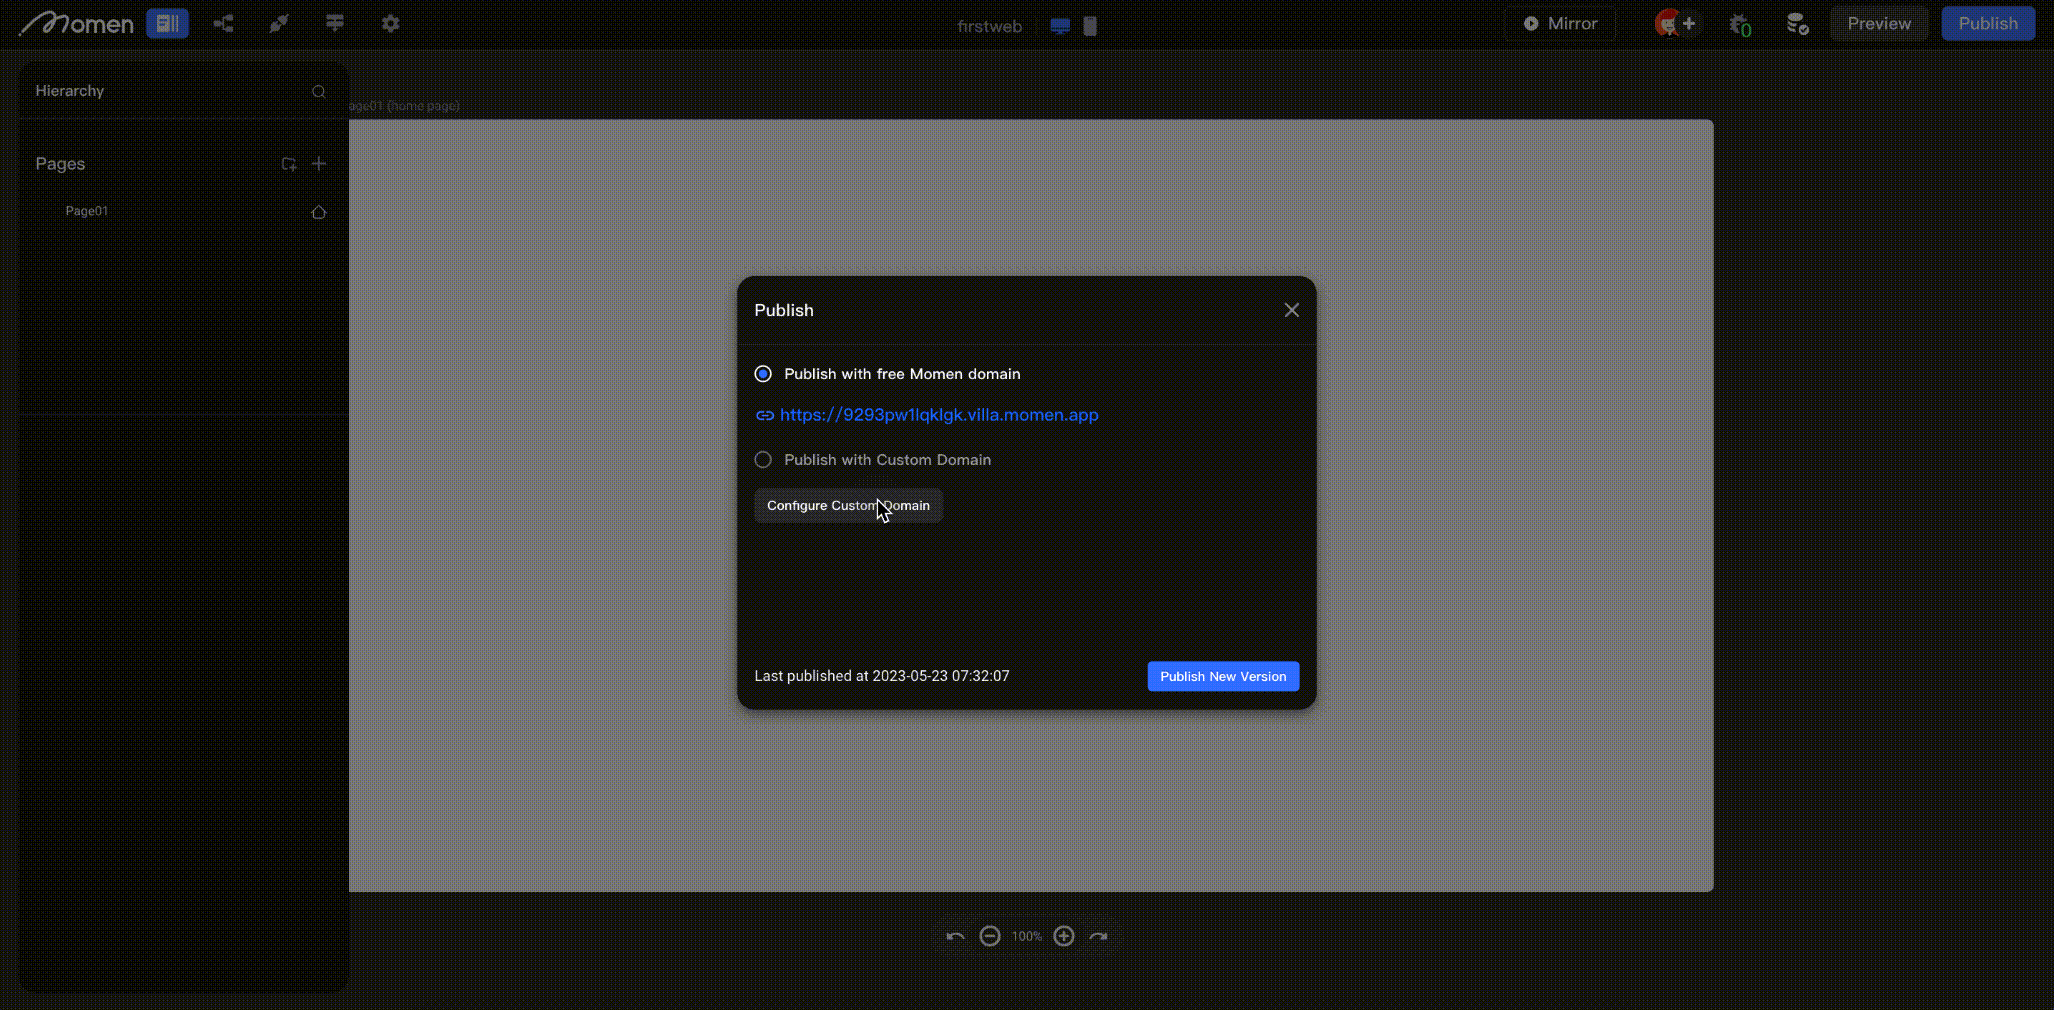 Momen
firstweb
Mirror
0
Preview
Publish
Hierarchy
age01 (home page)
Pages
Page01
Publish
Publish with free Momen domain
https://9293pw1lqklgk.villa.momen.app
Publish with Custom Domain
Configure Custom Domain
Last published at 2023-05-23 07:32:07
Publish New Version
100%